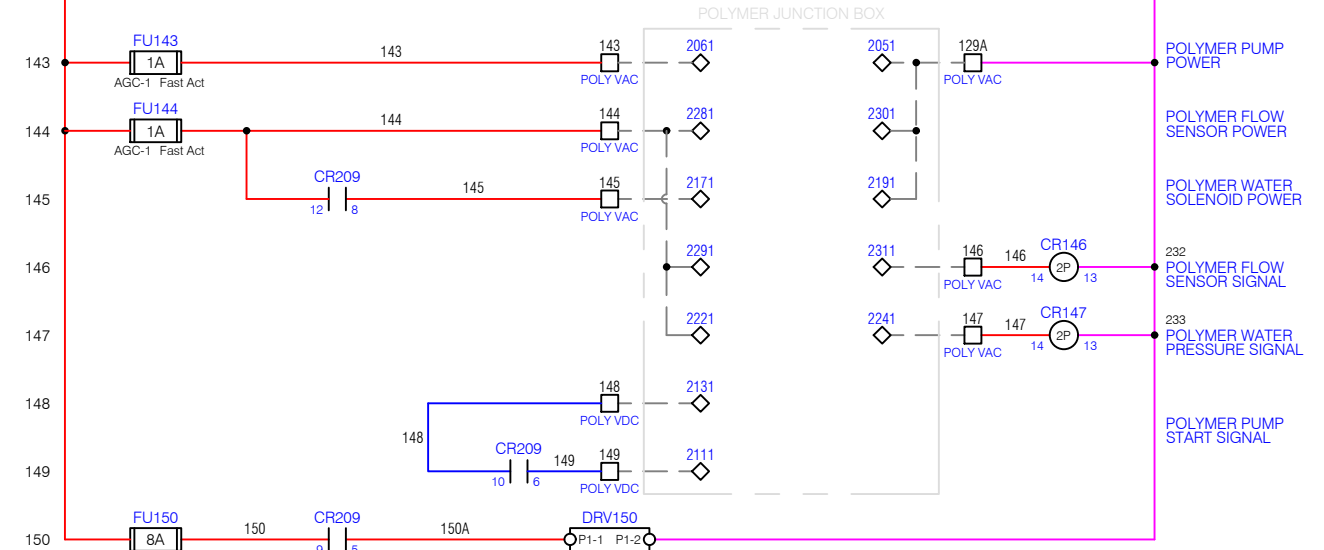 POLYMER JUNCTION BOX
143
FU143
1A
AGC-1 Fast Act
143
143
POLY VAC
2061
2051
129A
POLY VAC
POLYMER PUMP
POWER
144
FU144
1A
AGC-1 Fast Act
144
144
POLY VAC
2281
2301
POLYMER FLOW
SENSOR POWER
145
CR209
12
8
145
145
POLY VAC
2171
2191
POLYMER WATER
SOLENOID POWER
146
2291
2311
146
POLY VAC
146
CR146
2P
14
13
232
POLYMER FLOW
SENSOR SIGNAL
147
2221
2241
147
POLY VAC
147
CR147
2P
14
13
233
POLYMER WATER
PRESSURE SIGNAL
148
148
148
POLY VDC
2131
POLYMER PUMP
START SIGNAL
149
CR209
10
6
149
149
POLY VDC
2111
150
FU150
8A
150
CR209
9
5
150A
DRV150
P1-1 P1-2